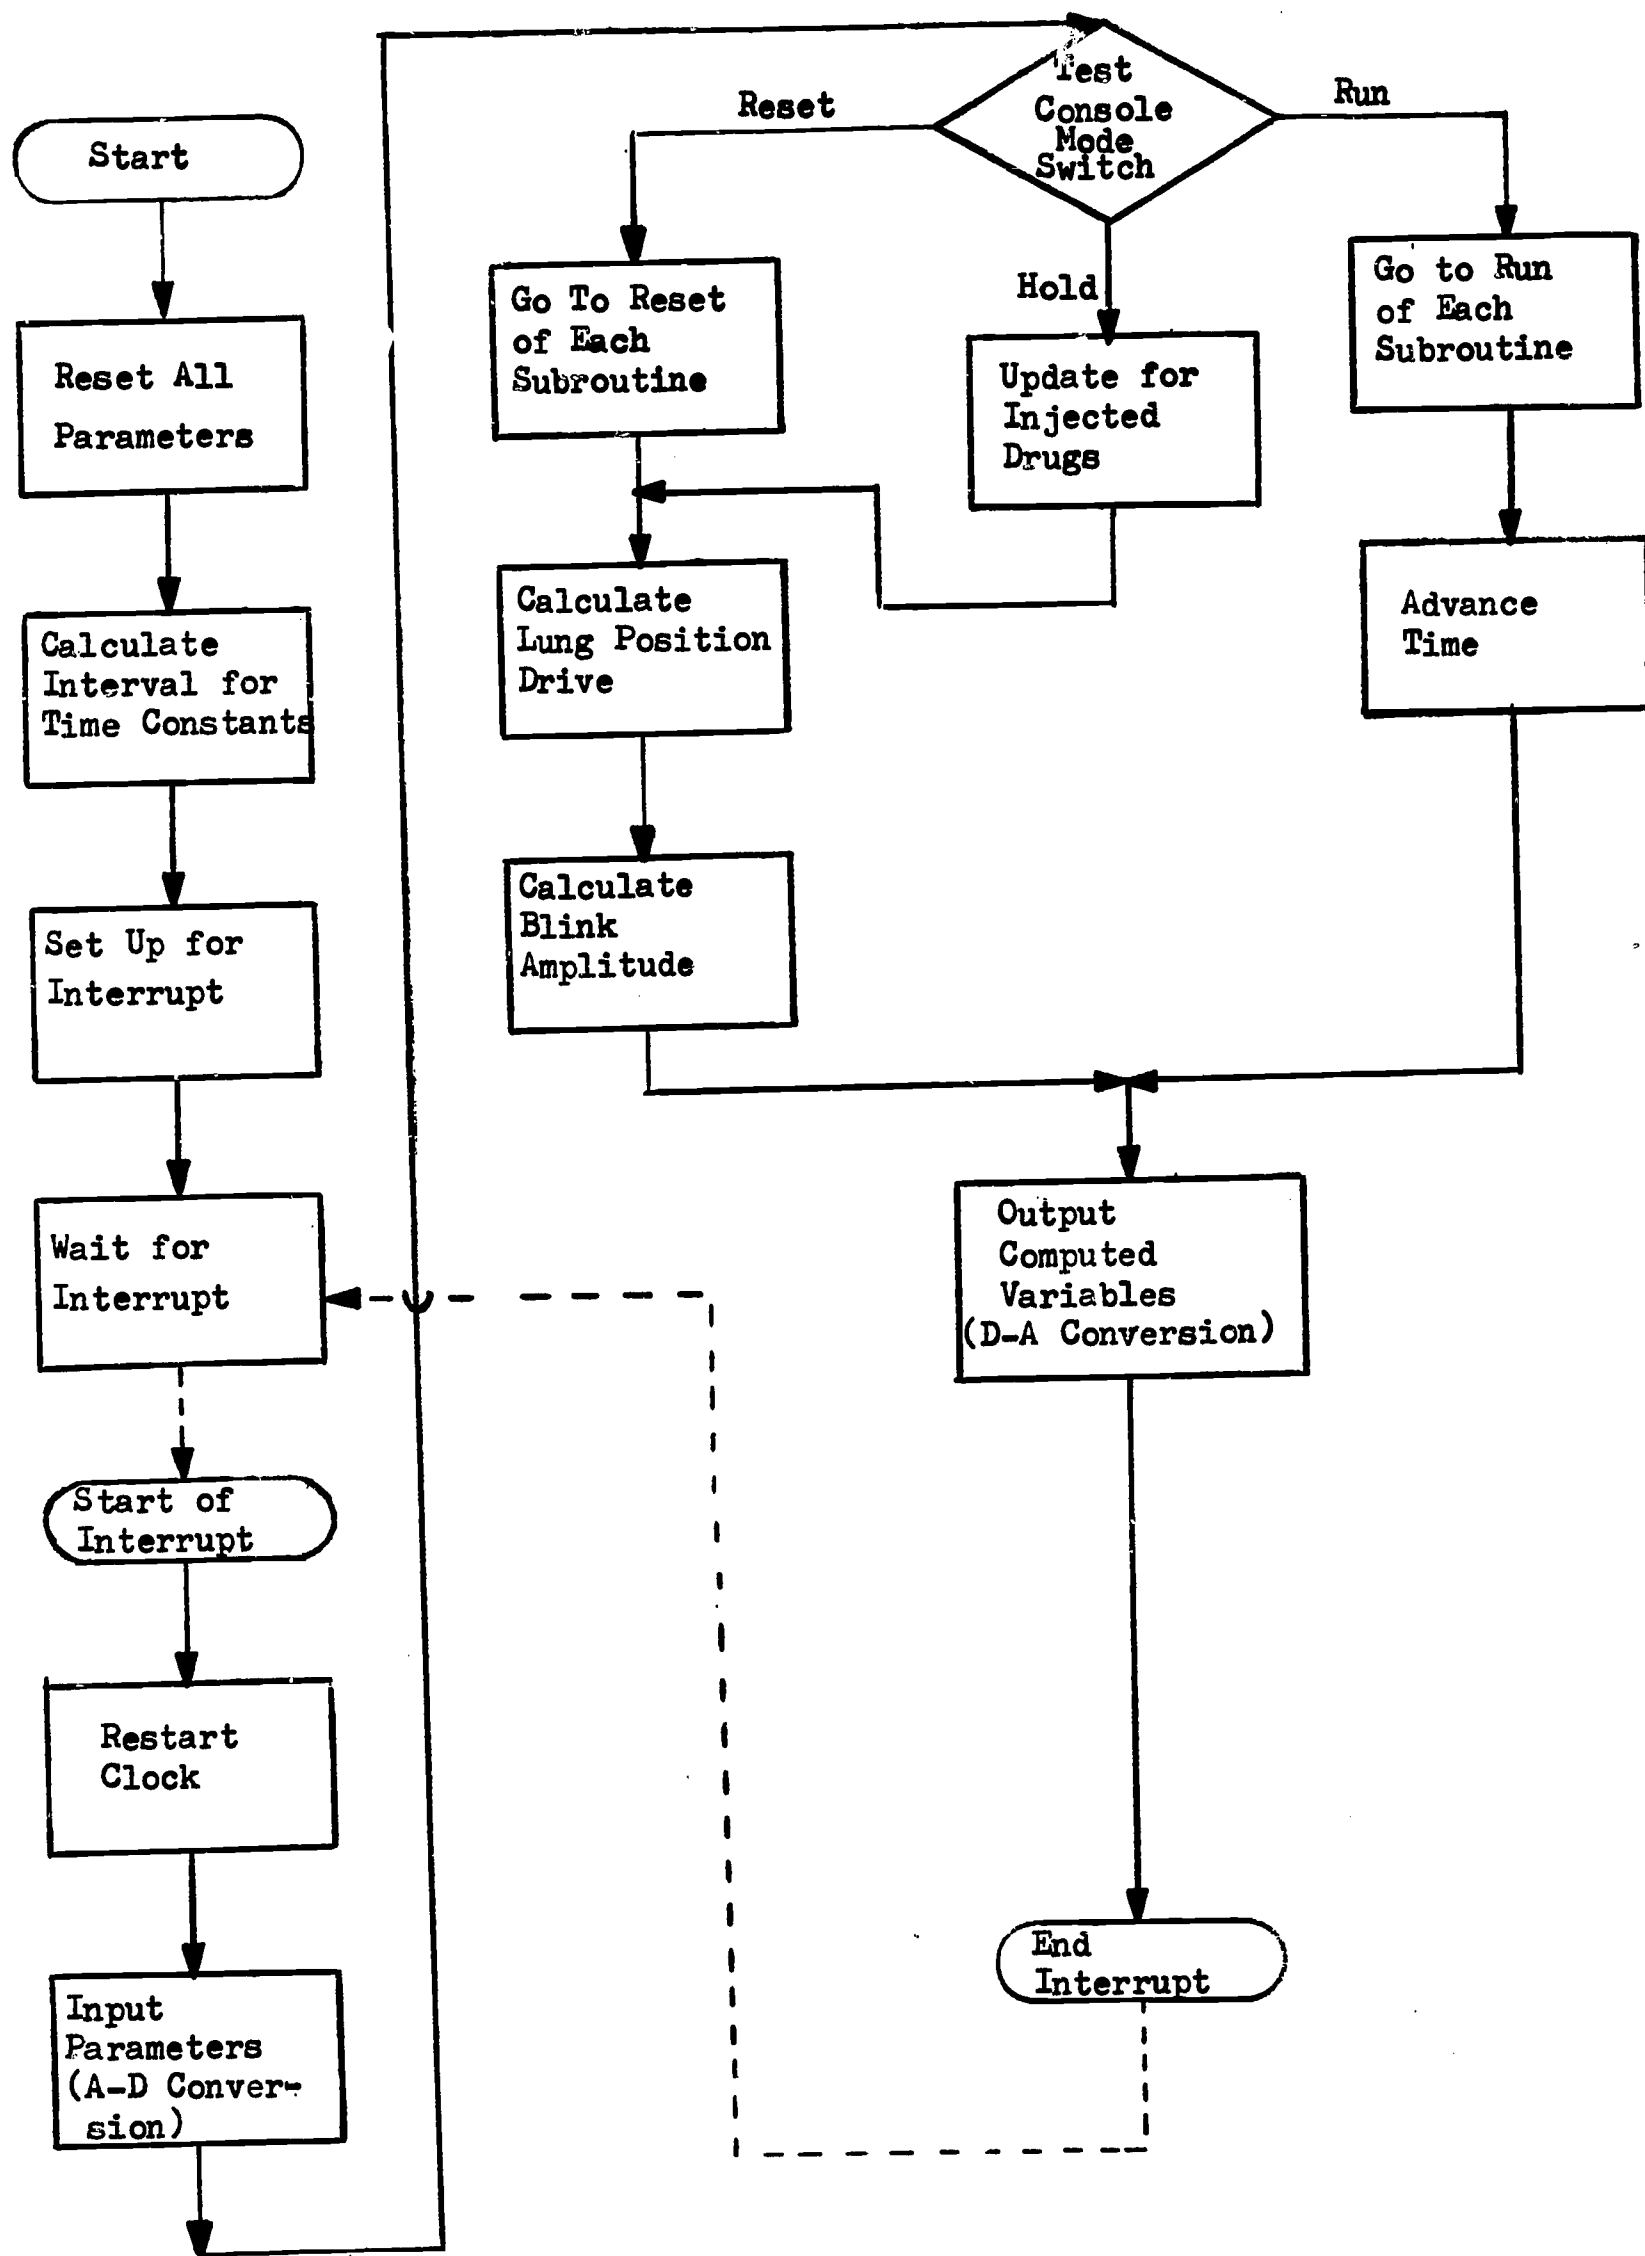 Start
Reset All
Parameters
Calculate
Interval for
Time Constants
Set Up for
Interrupt
Wait for
Interrupt
Start of
Interrupt
Restart
Clock
Input
Parameters
(A-D Conver-
sion)
Test
Console
Mode
Switch
Reset
Hold
Run
Go To Reset
of Each
Subroutine
Update for
Injected
Drugs
Go to Run
of Each
Subroutine
Calculate
Lung Position
Drive
Advance
Time
Calculate
Blink
Amplitude
Output
Computed
Variables
(D-A Conversion)
End
Interrupt